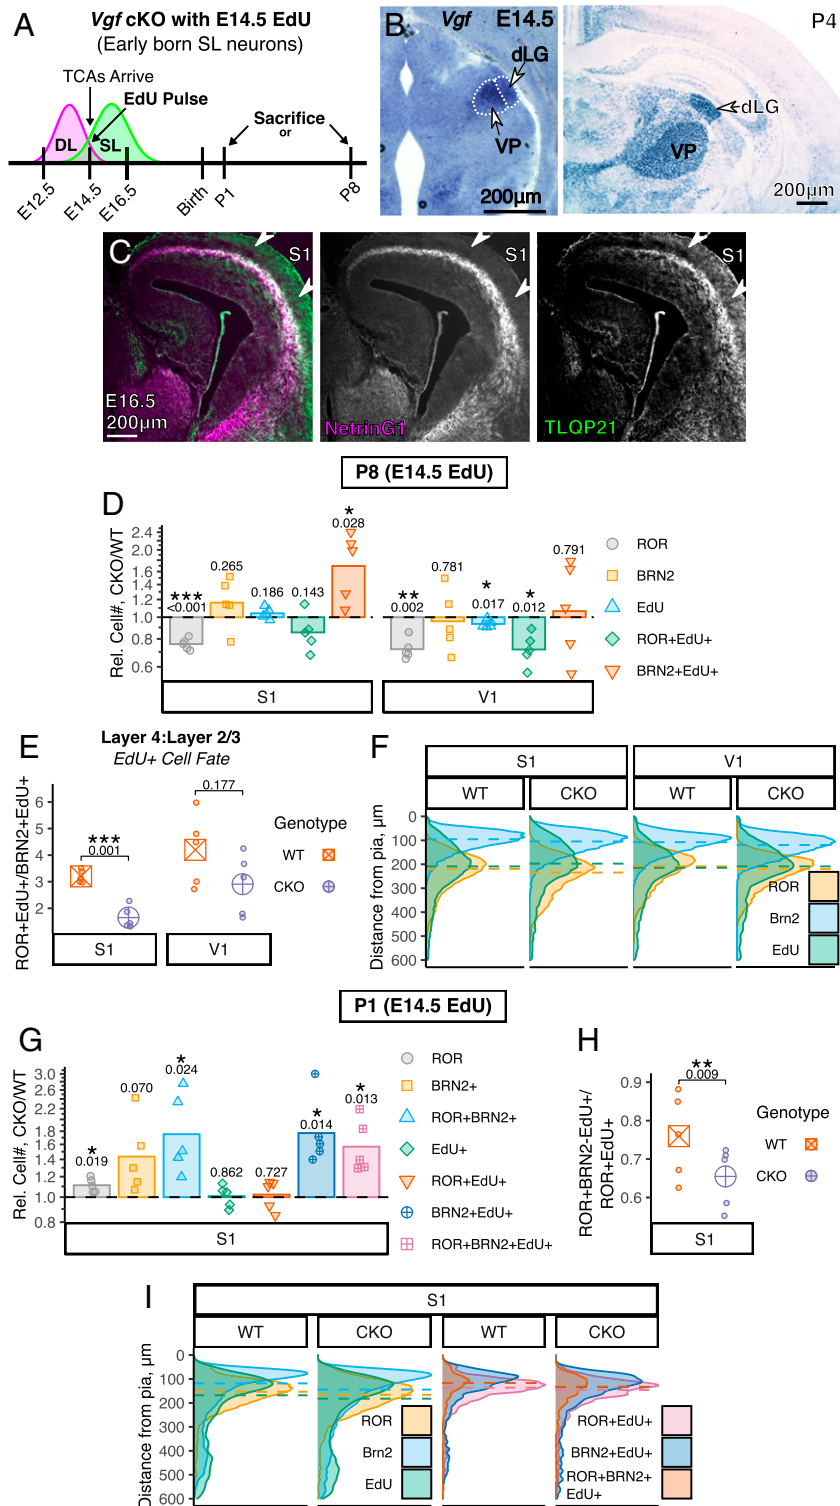 A
Vgf cKO with E14.5 EdU
(Early born SL neurons)
TCAs Arrive
EdU Pulse
Sacrifice
or
DL
SL
E12.5
E14.5
E16.5
Birth
P1
P8
B
Vgf
E14.5
dLG
VP
200µm
P4
dLG
VP
200µm
C
S1
E16.5
200µm
S1
NetrinG1
S1
TLQP21
P8 (E14.5 EdU)
D
Rel. Cell#, CKO/WT
2.4
2.0
1.6
1.4
1.2
1.0
0.8
0.6
***
<0.001
0.265
0.186
0.143
*
0.028
**
0.002
0.781
*
0.017
*
0.012
0.791
S1
V1
ROR
BRN2
EdU
ROR+EdU+
BRN2+EdU+
E
Layer 4:Layer 2/3
EdU+ Cell Fate
ROR+EdU+/BRN2+EdU+
6
5
4
3
2
***
0.001
0.177
S1
V1
Genotype
WT
CKO
F
S1
V1
WT
CKO
WT
CKO
Distance from pia, µm
0
100
200
300
400
500
600
ROR
Brn2
EdU
P1 (E14.5 EdU)
G
Rel. Cell#, CKO/WT
3.0
2.6
2.2
1.8
1.6
1.4
1.2
1.0
0.8
*
0.019
0.070
*
0.024
0.862
0.727
*
0.014
*
0.013
S1
ROR
BRN2+
ROR+BRN2+
EdU+
ROR+EdU+
BRN2+EdU+
ROR+BRN2+EdU+
H
ROR+BRN2-EdU+/
ROR+EdU+
0.9
0.8
0.7
0.6
**
0.009
S1
Genotype
WT
CKO
I
S1
WT
CKO
WT
CKO
Distance from pia, µm
0
100
200
300
400
500
600
ROR
Brn2
EdU
ROR+EdU+
BRN2+EdU+
ROR+BRN2+
EdU+